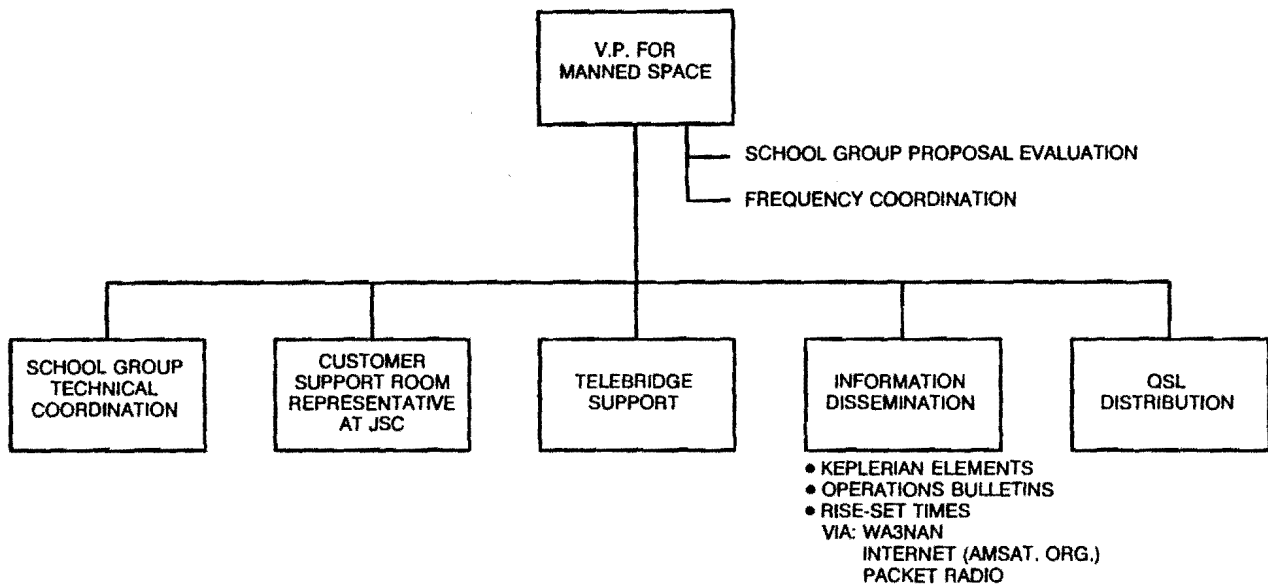 V.P. FOR
MANNED SPACE
SCHOOL GROUP PROPOSAL EVALUATION
FREQUENCY COORDINATION
SCHOOL GROUP
TECHNICAL
COORDINATION
CUSTOMER
SUPPORT ROOM
REPRESENTATIVE
AT JSC
TELEBRIDGE
SUPPORT
INFORMATION
DISSEMINATION
QSL
DISTRIBUTION
• KEPLERIAN ELEMENTS
• OPERATIONS BULLETINS
• RISE-SET TIMES
VIA: WA3NAN
INTERNET (AMSAT. ORG.)
PACKET RADIO